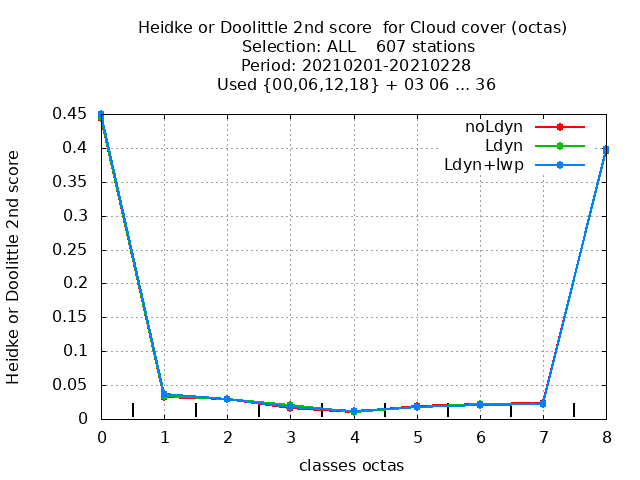 Heidke or Doolittle 2nd score  for Cloud cover (octas)
Selection: ALL    607 stations
Period: 20210201-20210228
Used {00,06,12,18} + 03 06 ... 36
noLdyn
Ldyn
Ldyn+lwp
Heidke or Doolittle 2nd score
0.45
0.4
0.35
0.3
0.25
0.2
0.15
0.1
0.05
0
0 1 2 3 4 5 6 7 8
classes octas